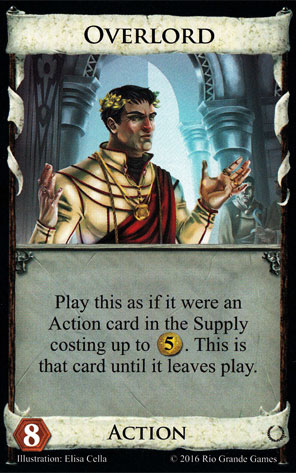 OVERLORD
Play this as if it were an
Action card in the Supply
costing up to 5. This is
that card until it leaves play.
8
ACTION
Illustration: Elisa Cella
© 2016 Rio Grande Games